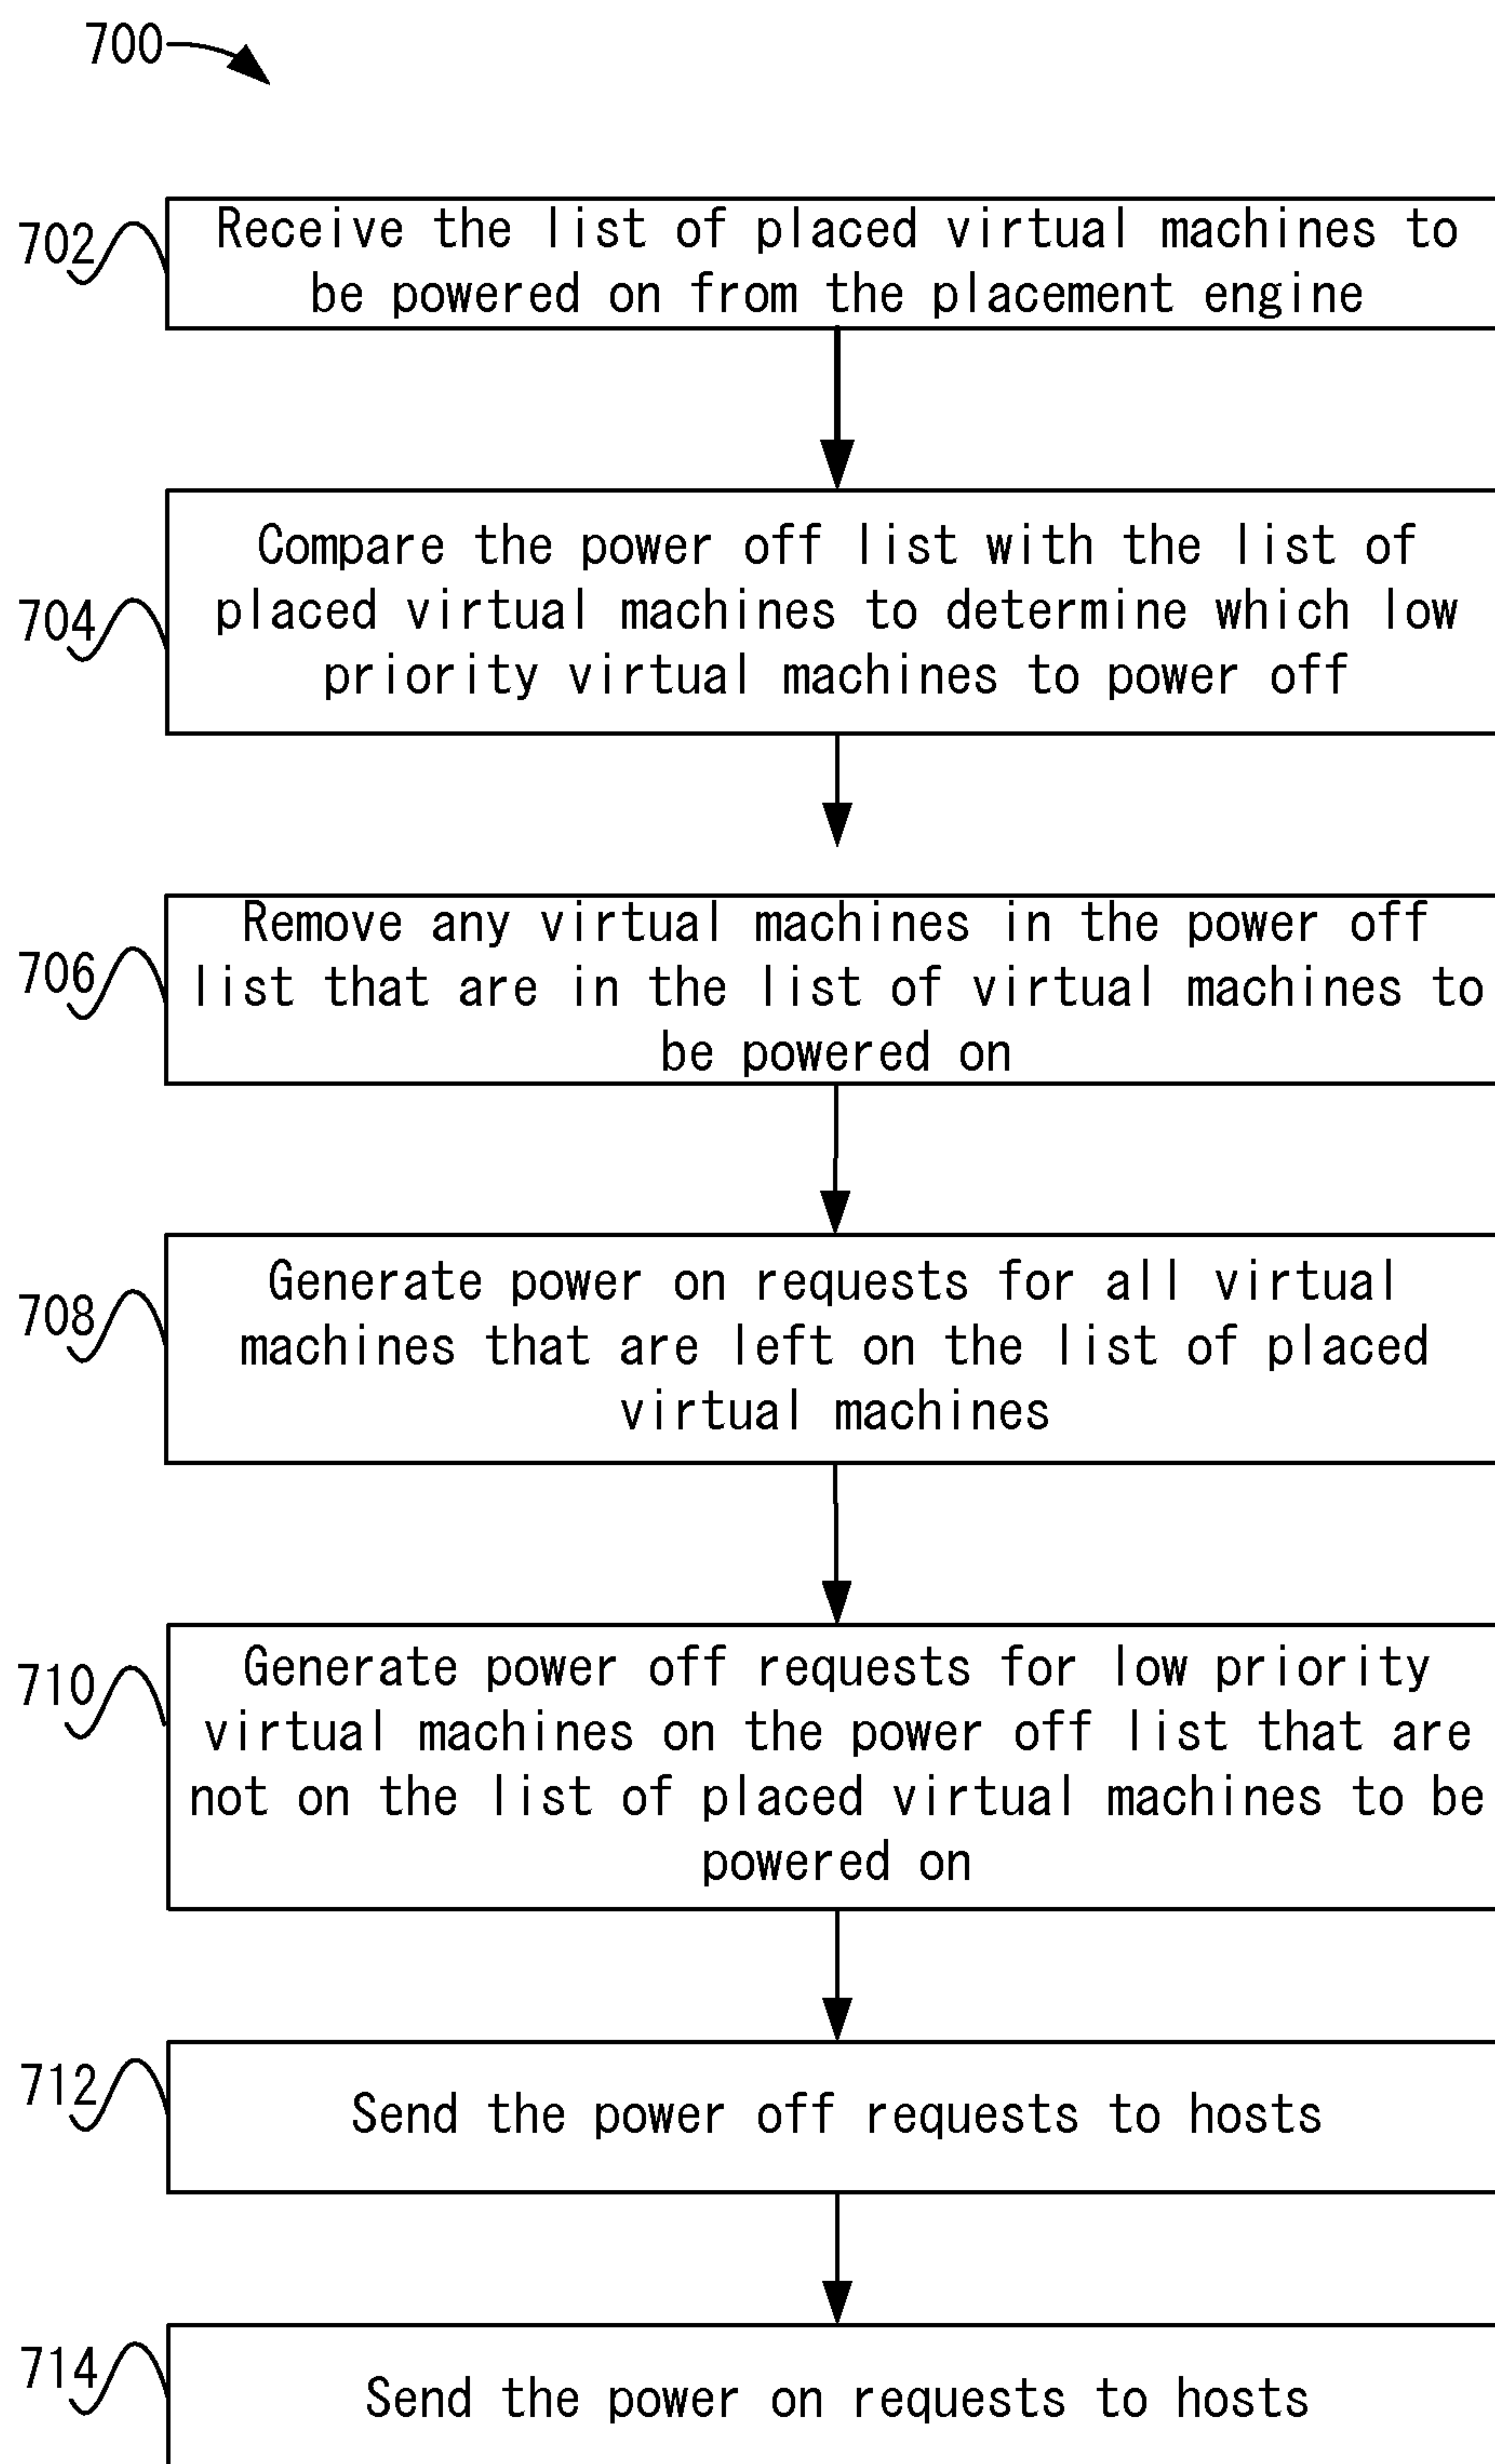 700
702
Receive the list of placed virtual machines to
be powered on from the placement engine
704
Compare the power off list with the list of
placed virtual machines to determine which low
priority virtual machines to power off
706
Remove any virtual machines in the power off
list that are in the list of virtual machines to
be powered on
708
Generate power on requests for all virtual
machines that are left on the list of placed
virtual machines
710
Generate power off requests for low priority
virtual machines on the power off list that are
not on the list of placed virtual machines to be
powered on
712
Send the power off requests to hosts
714
Send the power on requests to hosts